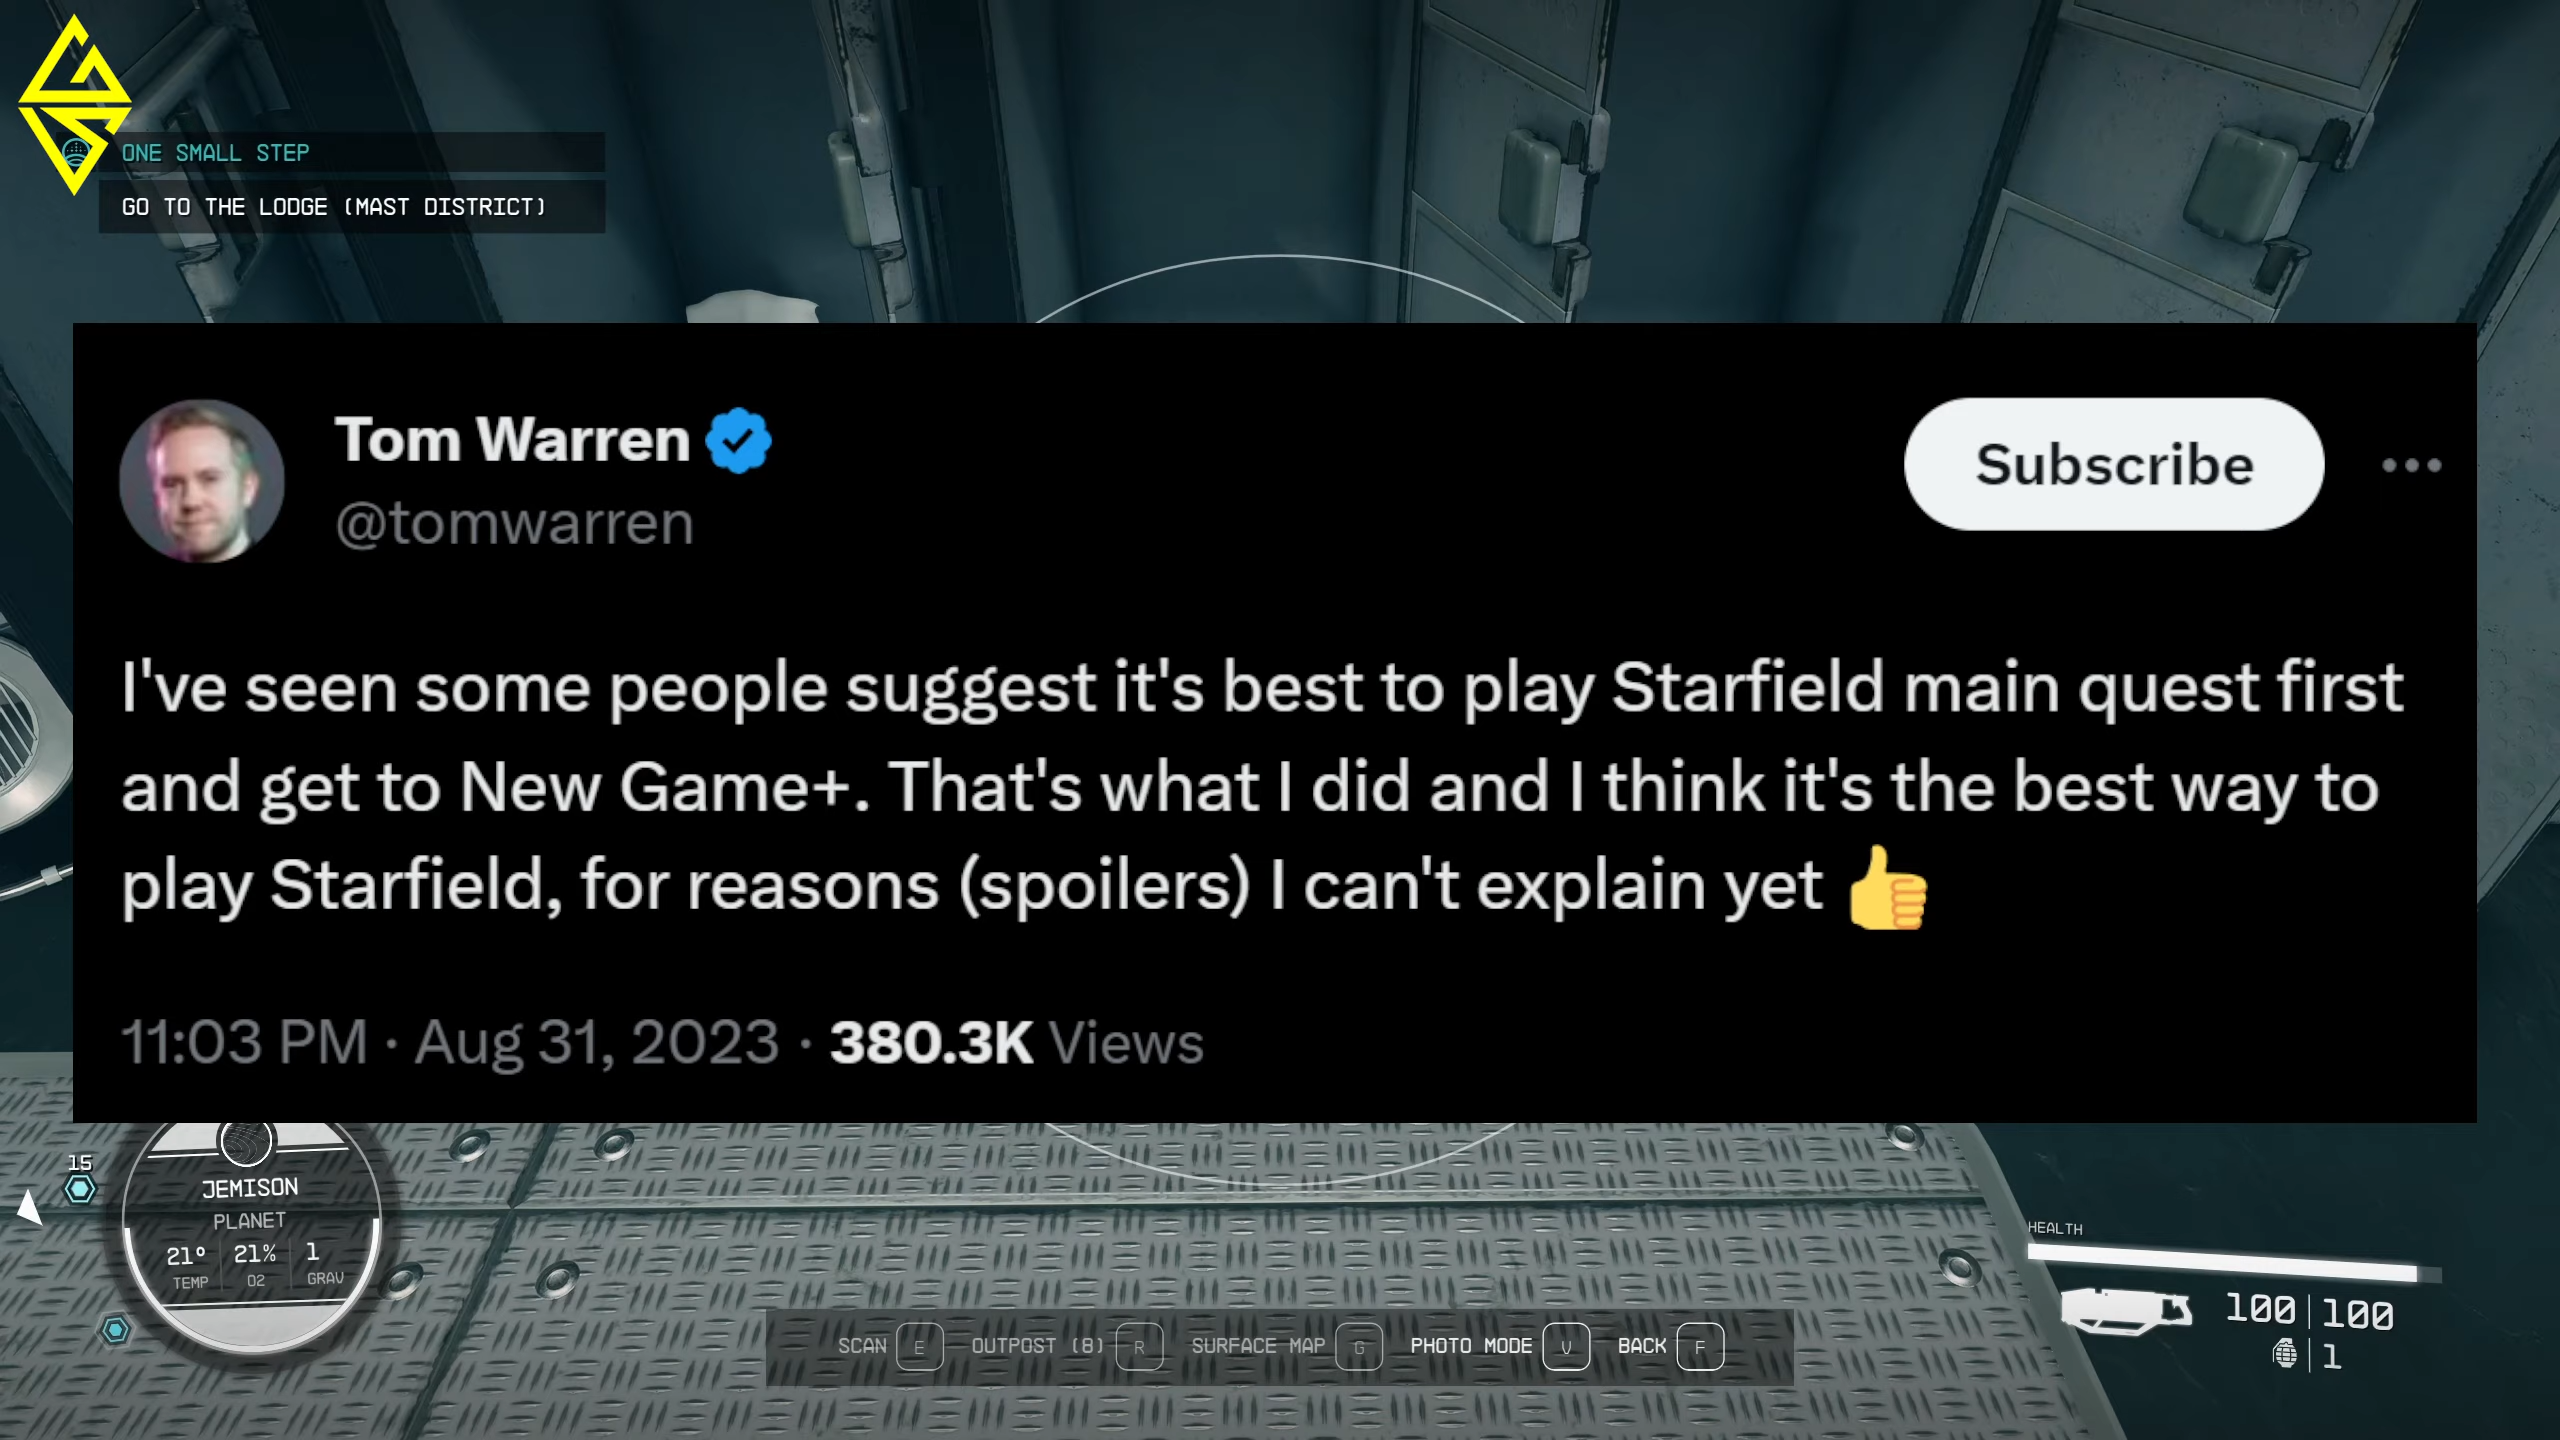 ONE SMALL STEP
GO TO THE LODGE (MAST DISTRICT)
Tom Warren
@tomwarren
Subscribe
I've seen some people suggest it's best to play Starfield main quest first
and get to New Game+. That's what I did and I think it's the best way to
play Starfield, for reasons (spoilers) I can't explain yet 👍
11:03 PM · Aug 31, 2023 · 380.3K Views
15
JEMISON
PLANET
21° 21% 1
TEMP O2 GRAV
HEALTH
100 | 100
1
SCAN E OUTPOST (8) R SURFACE MAP G PHOTO MODE V BACK F